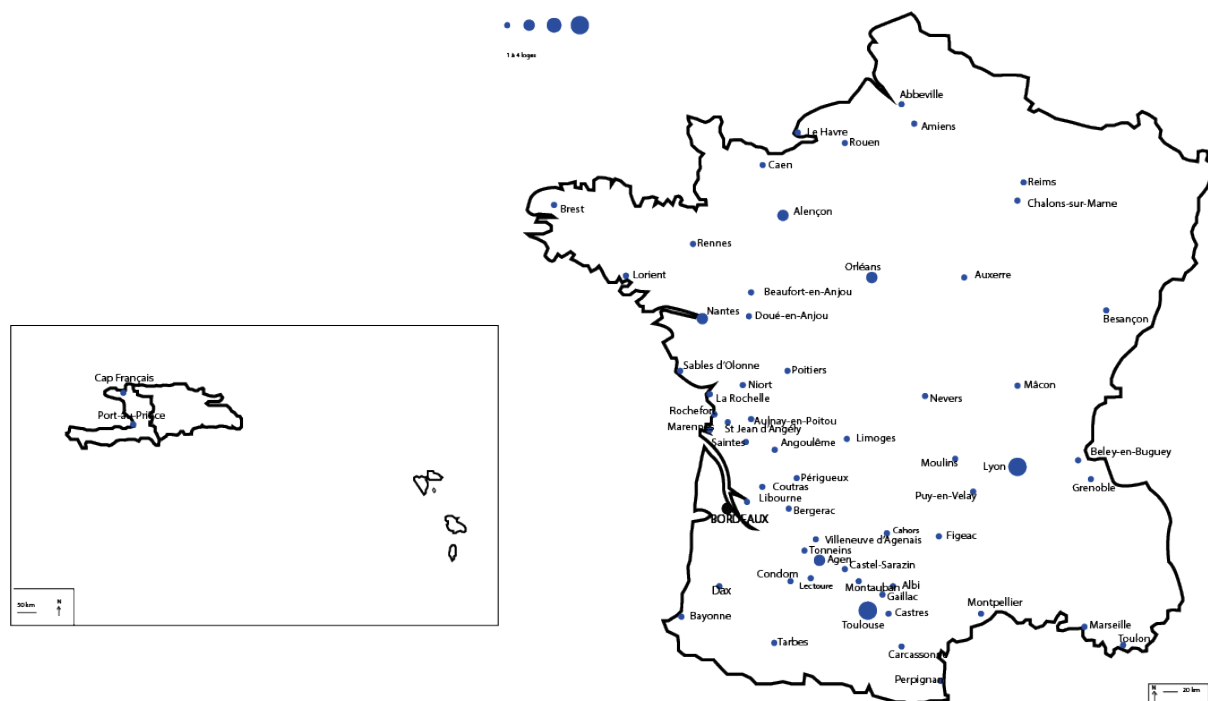 1 à 4 loges
Abbeville
Amiens
Le Havre
Rouen
Caen
Reims
Chalons-sur-Marne
Brest
Alençon
Rennes
Orléans
Lorient
Auxerre
Beaufort-en-Anjou
Nantes
Doué-en-Anjou
Besançon
Sables d'Olonne
Poitiers
Cap Français
Niort
Mâcon
La Rochelle
Nevers
Port-au-Prince
Rochefort
Aulnay-en-Poitou
Marennes
St Jean d'Angély
Saintes
Angoulême
Limoges
Moulins
Lyon
Beley-en-Buguey
Périgueux
Coutras
Grenoble
Libourne
Puy-en-Velay
Bergerac
BORDEAUX
Cahors
Figeac
Villeneuve d'Agenais
Tonneins
Agen
Castel-Sarazin
Condom
Lectoure
Montauban
Albi
Dax
Gaillac
Bayonne
Castres
Montpellier
Toulouse
Marseille
Tarbes
Toulon
Carcassonne
Perpignan
50 km
N
N
20 km